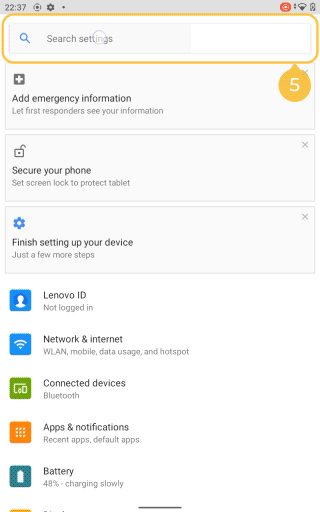 22:37
Search settings
5
Add emergency information
Let first responders see your information
Secure your phone
Set screen lock to protect tablet
Finish setting up your device
Just a few more steps
Lenovo ID
Not logged in
Network & internet
WLAN, mobile, data usage, and hotspot
Connected devices
Bluetooth
Apps & notifications
Recent apps, default apps
Battery
48% - charging slowly